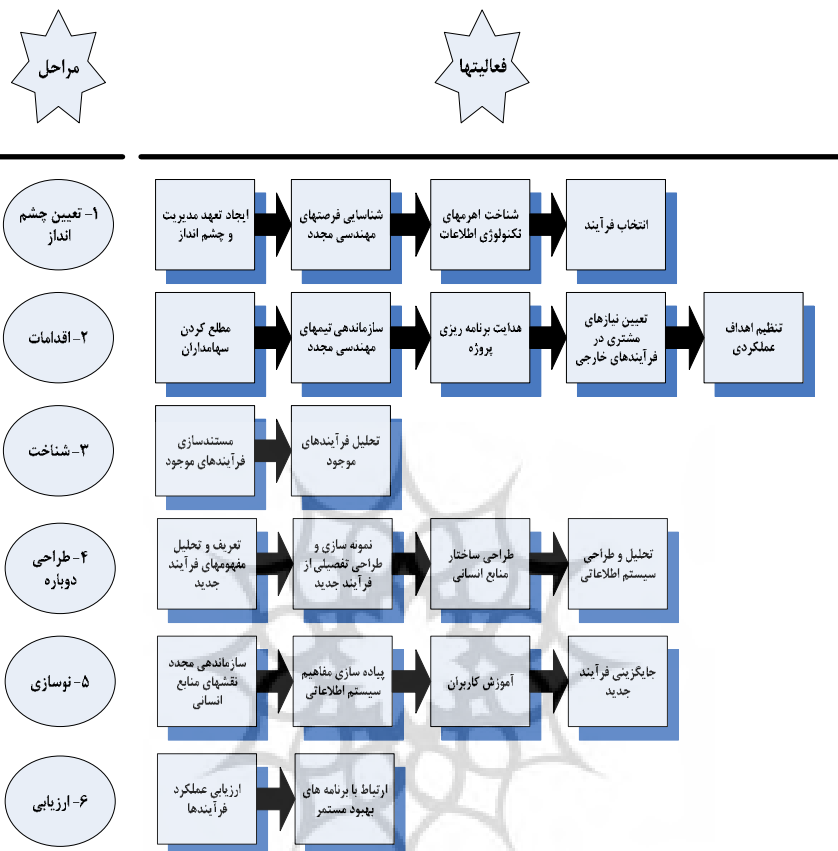 مراحل
فعالیتها
۱- تعیین چشم
انداز
ایجاد تعهد مدیریت
و چشم انداز
شناسایی فرصتهای
مهندسی مجدد
شناخت اهرمهای
تکنولوژی اطلاعات
انتخاب فرآیند
۲- اقدامات
مطلع کردن
سهامداران
سازماندهی تیمهای
مهندسی مجدد
هدایت برنامه ریزی
پروژه
تعیین نیازهای
مشتری در
فرآیندهای خارجی
تنظیم اهداف
عملکردی
۳- شناخت
مستندسازی
فرآیندهای موجود
تحلیل فرآیندهای
موجود
۴- طراحی
دوباره
تعریف و تحلیل
مفهومهای فرآیند
جدید
نمونه سازی و
طراحی تفصیلی از
فرآیند جدید
طراحی ساختار
منابع انسانی
تحلیل و طراحی
سیستم اطلاعاتی
۵- نوسازی
سازماندهی مجدد
نقشهای منابع
انسانی
پیاده سازی مفاهیم
سیستم اطلاعاتی
آموزش کاربران
جایگزینی فرآیند
جدید
۶- ارزیابی
ارزیابی عملکرد
فرآیندها
ارتباط با برنامه های
بهبود مستمر